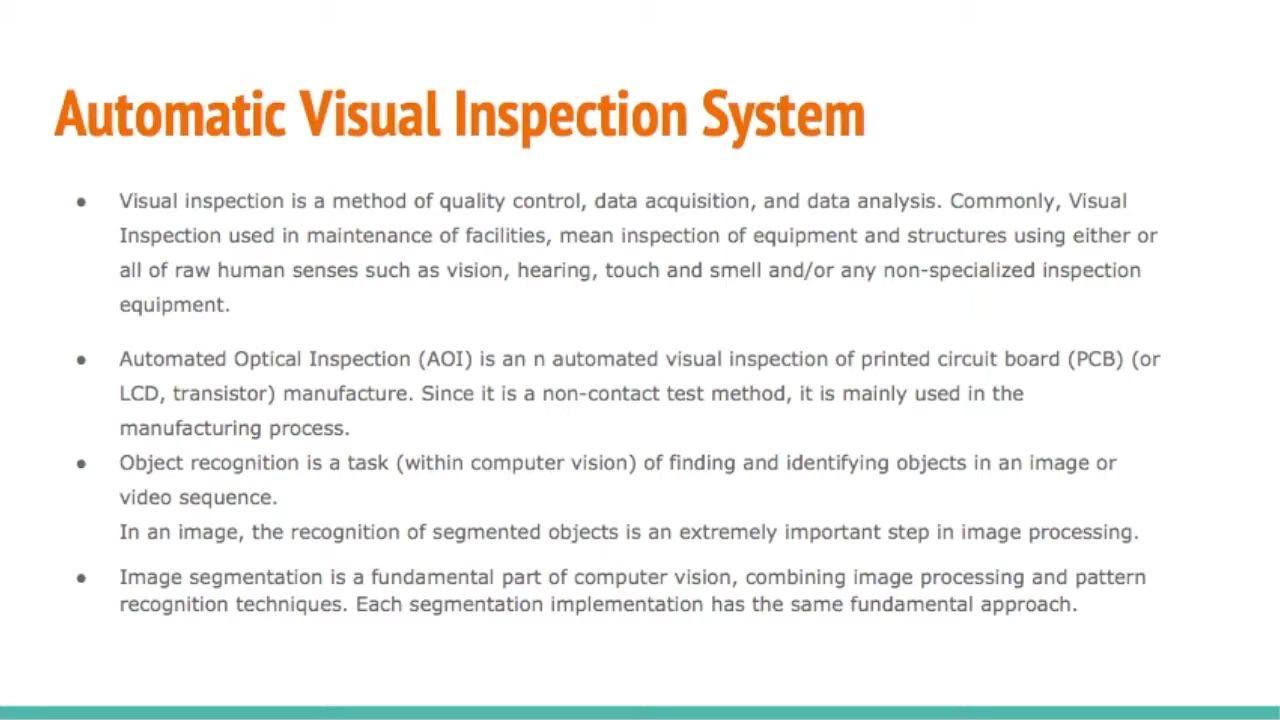 Automatic Visual Inspection System
● Visual inspection is a method of quality control, data acquisition, and data analysis. Commonly, Visual
Inspection used in maintenance of facilities, mean inspection of equipment and structures using either or
all of raw human senses such as vision, hearing, touch and smell and/or any non-specialized inspection
equipment.
● Automated Optical Inspection (AOI) is an n automated visual inspection of printed circuit board (PCB) (or
LCD, transistor) manufacture. Since it is a non-contact test method, it is mainly used in the
manufacturing process.
● Object recognition is a task (within computer vision) of finding and identifying objects in an image or
video sequence.
In an image, the recognition of segmented objects is an extremely important step in image processing.
● Image segmentation is a fundamental part of computer vision, combining image processing and pattern
recognition techniques. Each segmentation implementation has the same fundamental approach.